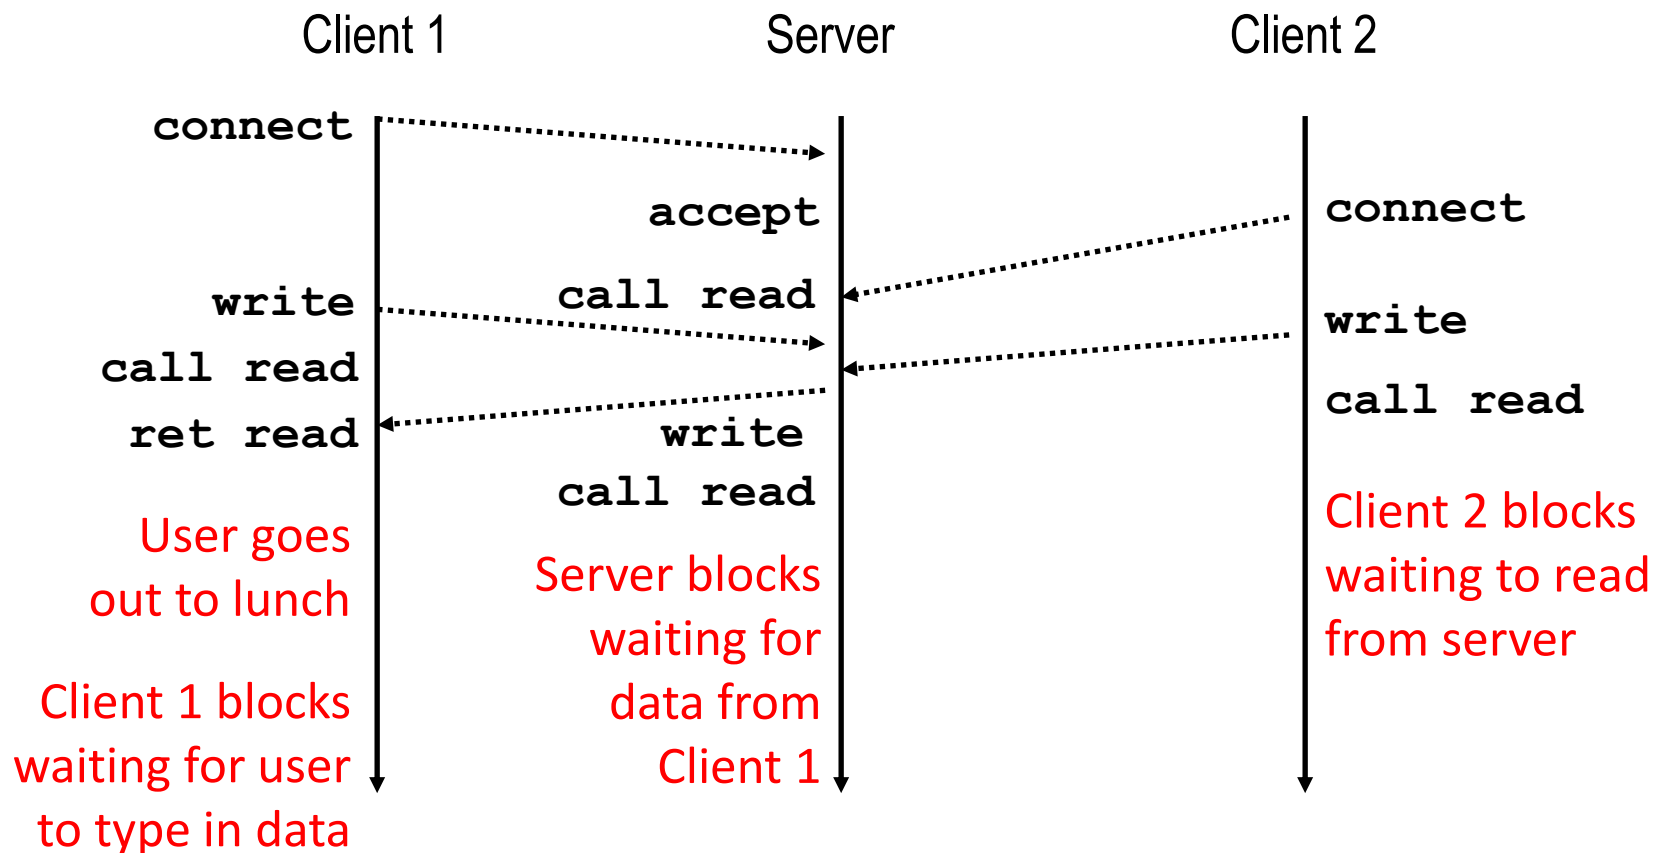 Client 1
Server
Client 2
connect
accept
connect
write
call read
write
call read
call read
ret read
write
call read
User goes
out to lunch
Server blocks
waiting for
data from
Client 1
Client 2 blocks
waiting to read
from server
Client 1 blocks
waiting for user
to type in data